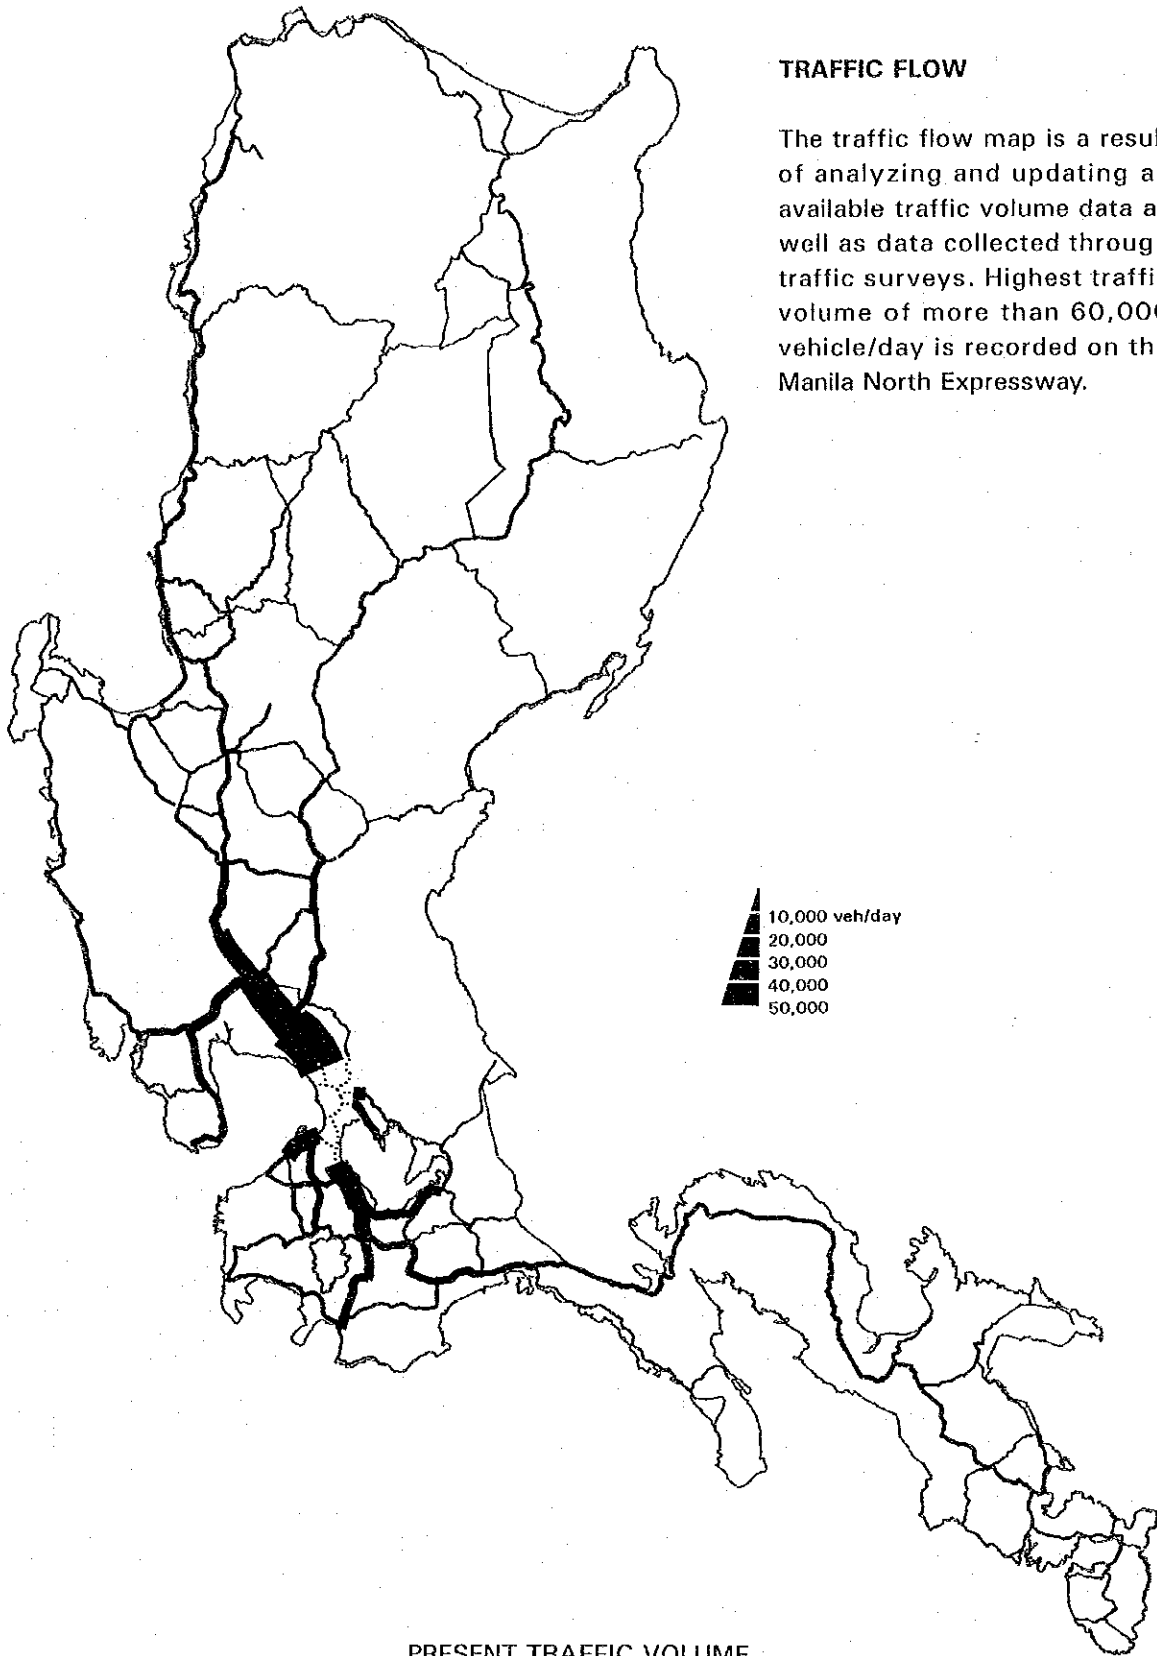 TRAFFIC FLOW
The traffic flow map is a resul
of analyzing and updating a
available traffic volume data a
well as data collected throug
traffic surveys. Highest traffi
volume of more than 60,000
vehicle/day is recorded on th
Manila North Expressway.
10,000 veh/day
20,000
30,000
40,000
50,000
PRESENT TRAFFIC VOLUME